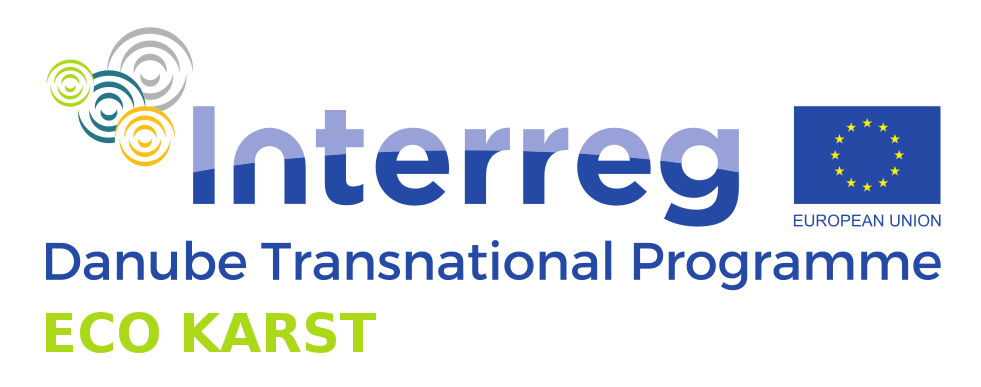 Interreg
EUROPEAN UNION
Danube Transnational Programme
ECO KARST